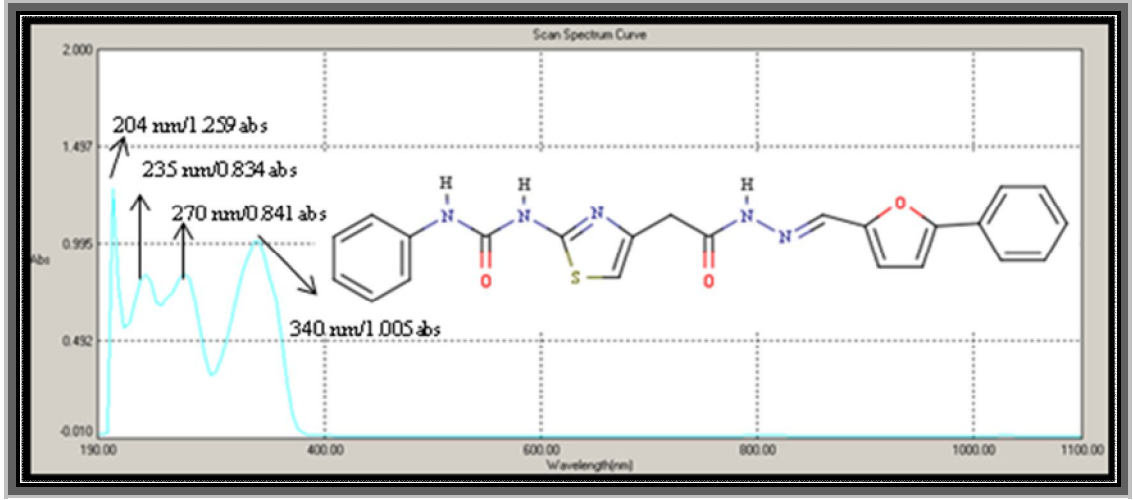 Scan Spectrum Curve
2.000
204 nm/1.259 abs
1.497
235 nm/0.834 abs
270 nm/0.841 abs
H
H
H
N
N
N
N
O
S
O
N
O
0.995
Abs
340 nm/1.005 abs
0.492
-0.010
190.00 400.00 600.00 800.00 1000.00 1100.00
Wavelength(nm)